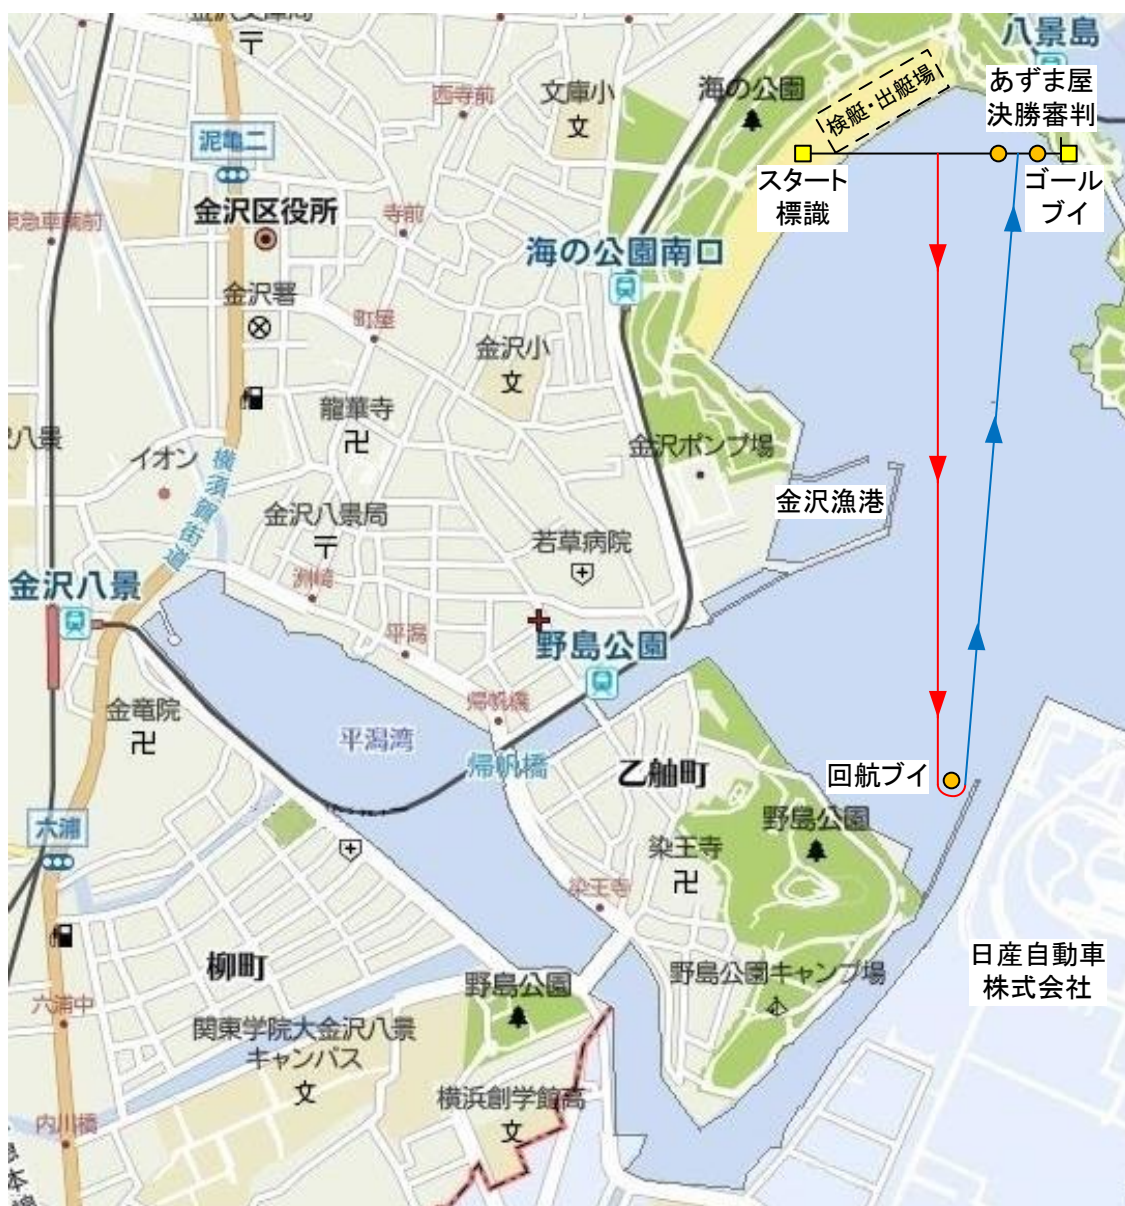 八景島
あずま屋
決勝審判
海の公園
検艇・出艇場
文庫小
文
西寺前
泥亀二
スタート
標識
ゴール
ブイ
金沢区役所
寺前
海の公園南口
金沢署
町屋
金沢小
文
龍華寺
金沢ポンプ場
イオン
横須賀街道
金沢漁港
金沢八景局
若草病院
洲崎
金沢八景
平潟
野島公園
金竜院
帰帆橋
平潟湾
帰帆橋
乙舳町
回航ブイ
六浦
野島公園
染王寺
染王寺
柳町
日産自動車
株式会社
野島公園
野島公園キャンプ場
六浦中
関東学院大金沢八景
キャンパス
文
横浜創学館高
文
内川橋